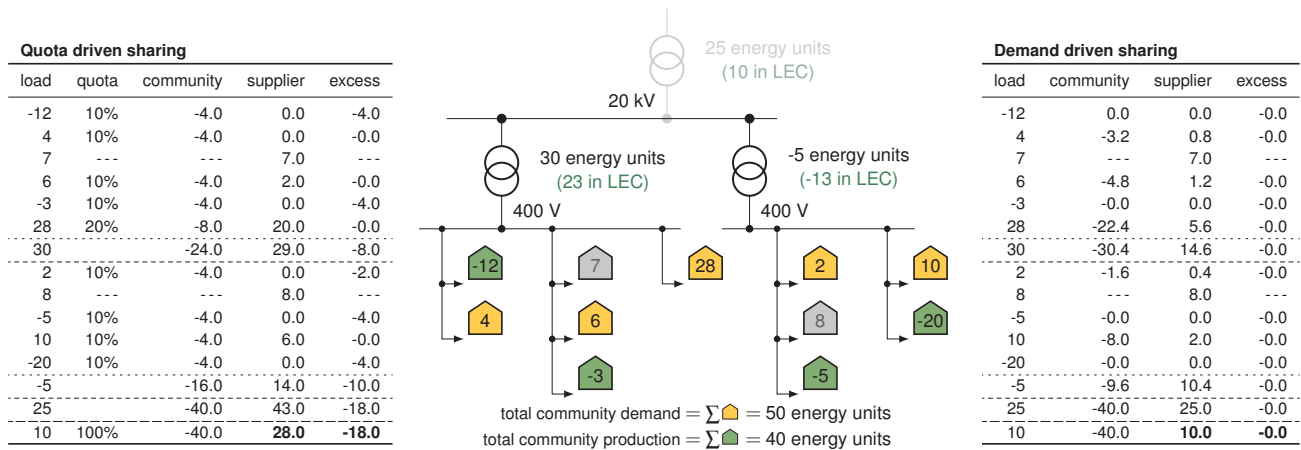 Quota driven sharing
load quota community supplier excess
-12 10% -4.0 0.0 -4.0
4 10% -4.0 0.0 -0.0
7 --- --- 7.0 ---
6 10% -4.0 2.0 -0.0
-3 10% -4.0 0.0 -4.0
28 20% -8.0 20.0 -0.0
30 -24.0 29.0 -8.0
2 10% -4.0 0.0 -2.0
8 --- --- 8.0 ---
-5 10% -4.0 0.0 -4.0
10 10% -4.0 6.0 -0.0
-20 10% -4.0 0.0 -4.0
-5 -16.0 14.0 -10.0
25 -40.0 43.0 -18.0
10 100% -40.0 28.0 -18.0
25 energy units
(10 in LEC)
20 kV
30 energy units
(23 in LEC)
-5 energy units
(-13 in LEC)
400 V
400 V
-12 7 28 2 10
4 6 8 -20
-3 -5
total community demand = ∑ = 50 energy units
total community production = ∑ = 40 energy units
Demand driven sharing
load community supplier excess
-12 0.0 0.0 -0.0
4 -3.2 0.8 -0.0
7 --- 7.0 ---
6 -4.8 1.2 -0.0
-3 -0.0 0.0 -0.0
28 -22.4 5.6 -0.0
30 -30.4 14.6 -0.0
2 -1.6 0.4 -0.0
8 --- 8.0 ---
-5 -0.0 0.0 -0.0
10 -8.0 2.0 -0.0
-20 -0.0 0.0 -0.0
-5 -9.6 10.4 -0.0
25 -40.0 25.0 -0.0
10 -40.0 10.0 -0.0